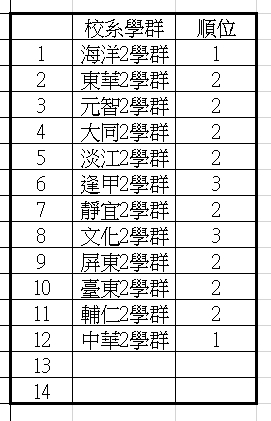 校系學群 順位
1 海洋2學群 1
2 東華2學群 2
3 元智2學群 2
4 大同2學群 2
5 淡江2學群 2
6 逢甲2學群 3
7 靜宜2學群 2
8 文化2學群 3
9 屏東2學群 2
10 臺東2學群 2
11 輔仁2學群 2
12 中華2學群 1
13
14